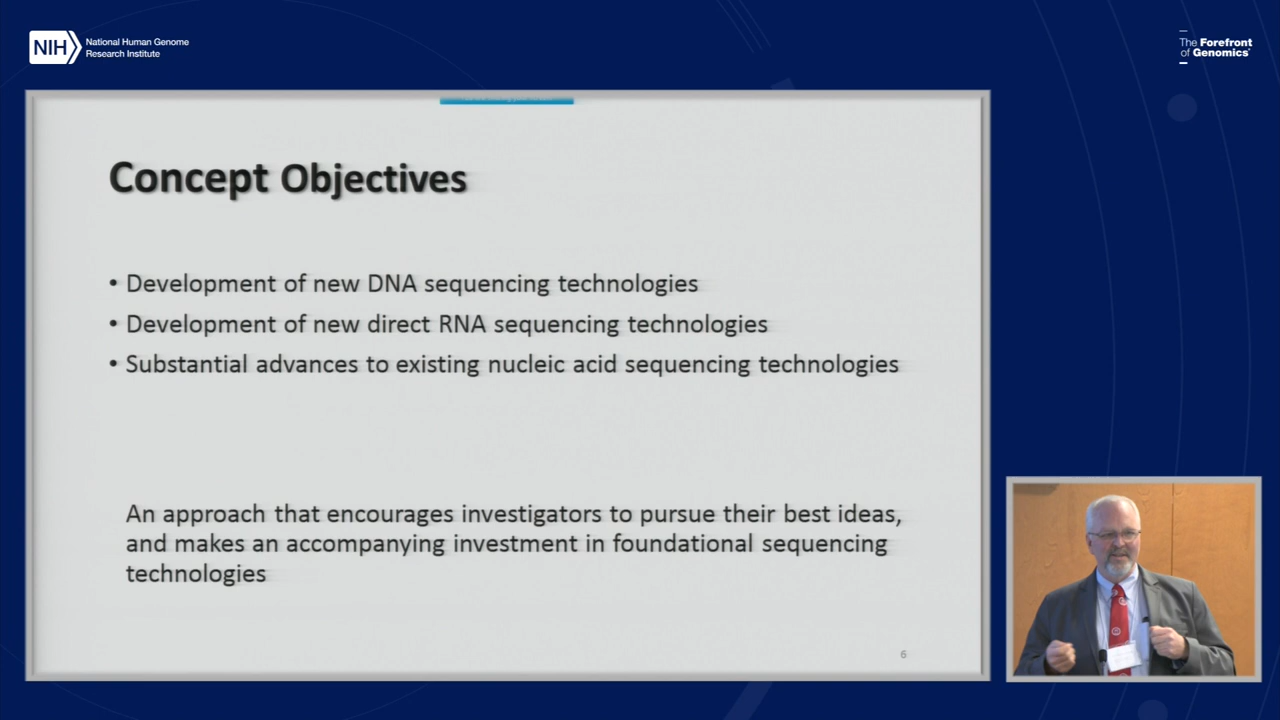 NIH
National Human Genome
Research Institute
The Forefront
of Genomics®
Concept Objectives
• Development of new DNA sequencing technologies
• Development of new direct RNA sequencing technologies
• Substantial advances to existing nucleic acid sequencing technologies
An approach that encourages investigators to pursue their best ideas,
and makes an accompanying investment in foundational sequencing
technologies
6